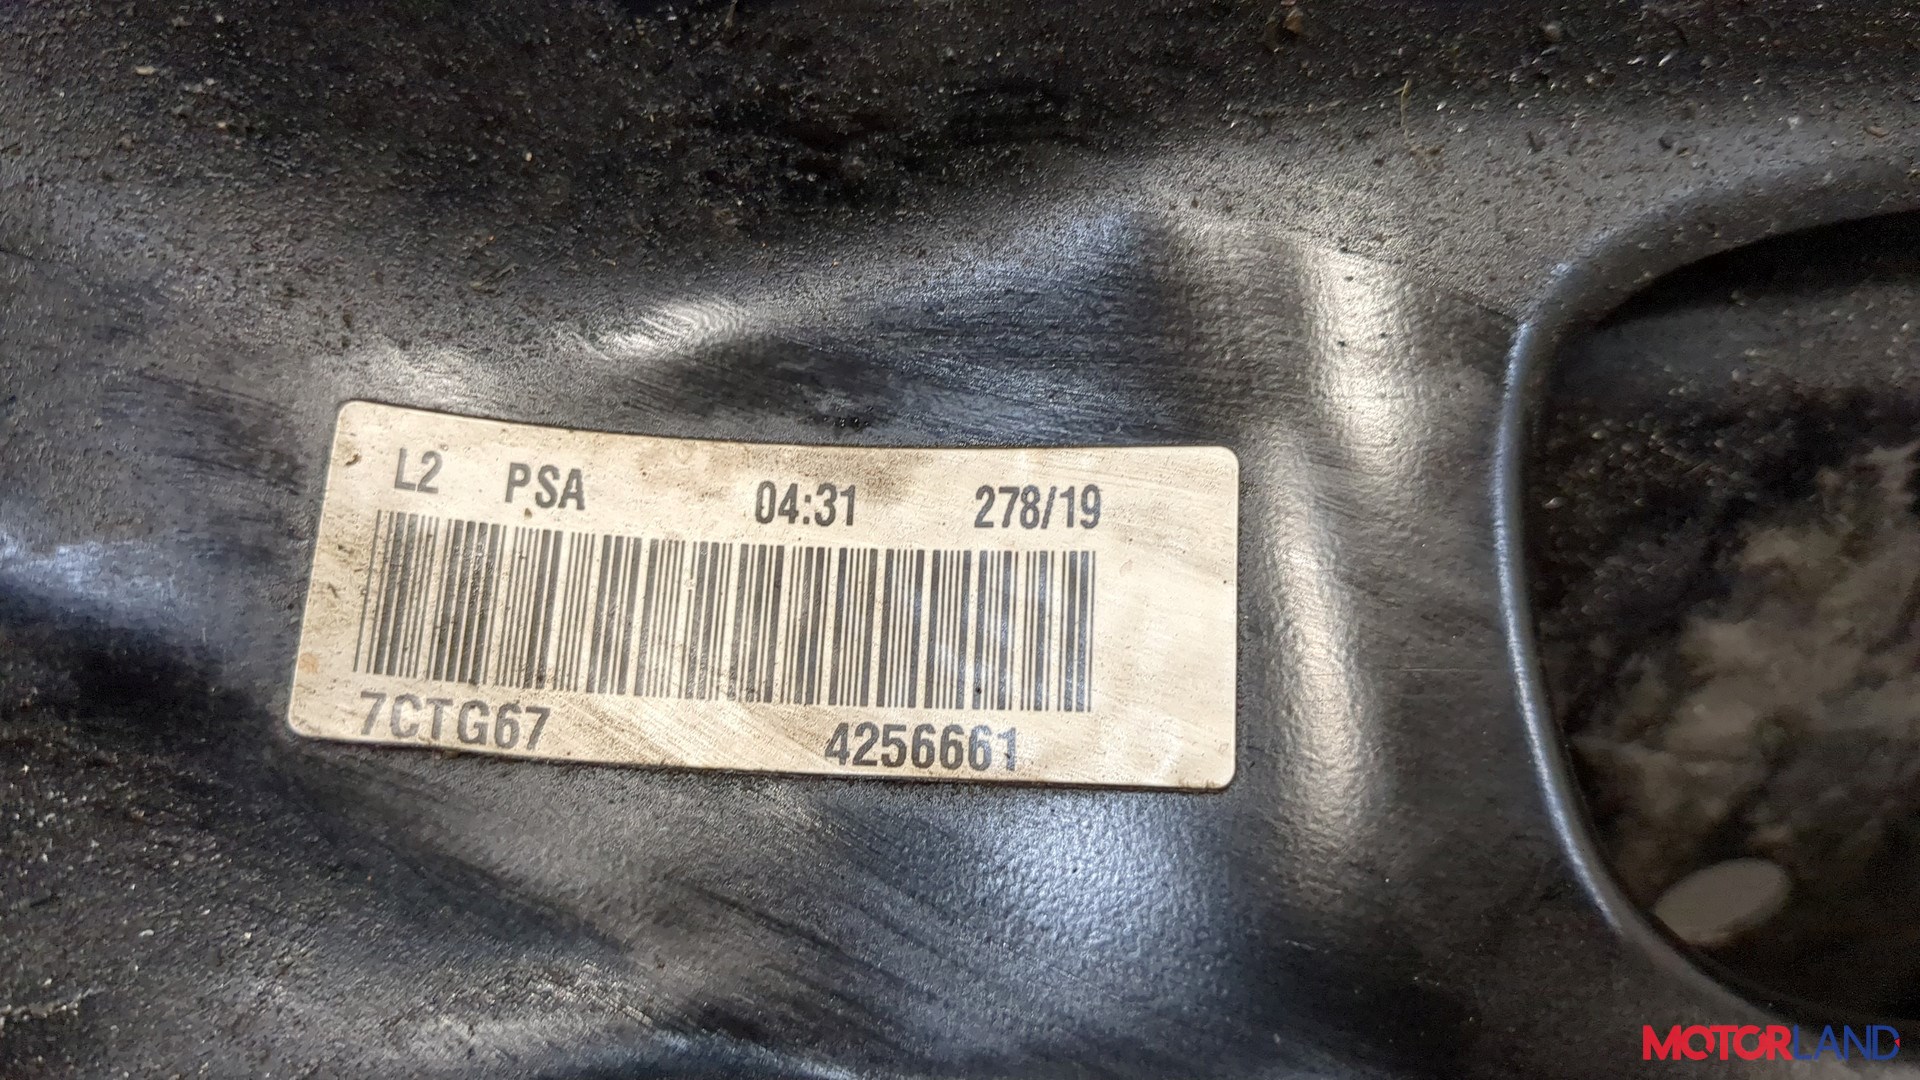 L2 PSA 04:31 278/19
7CTG67 4256661
MOTORLAND